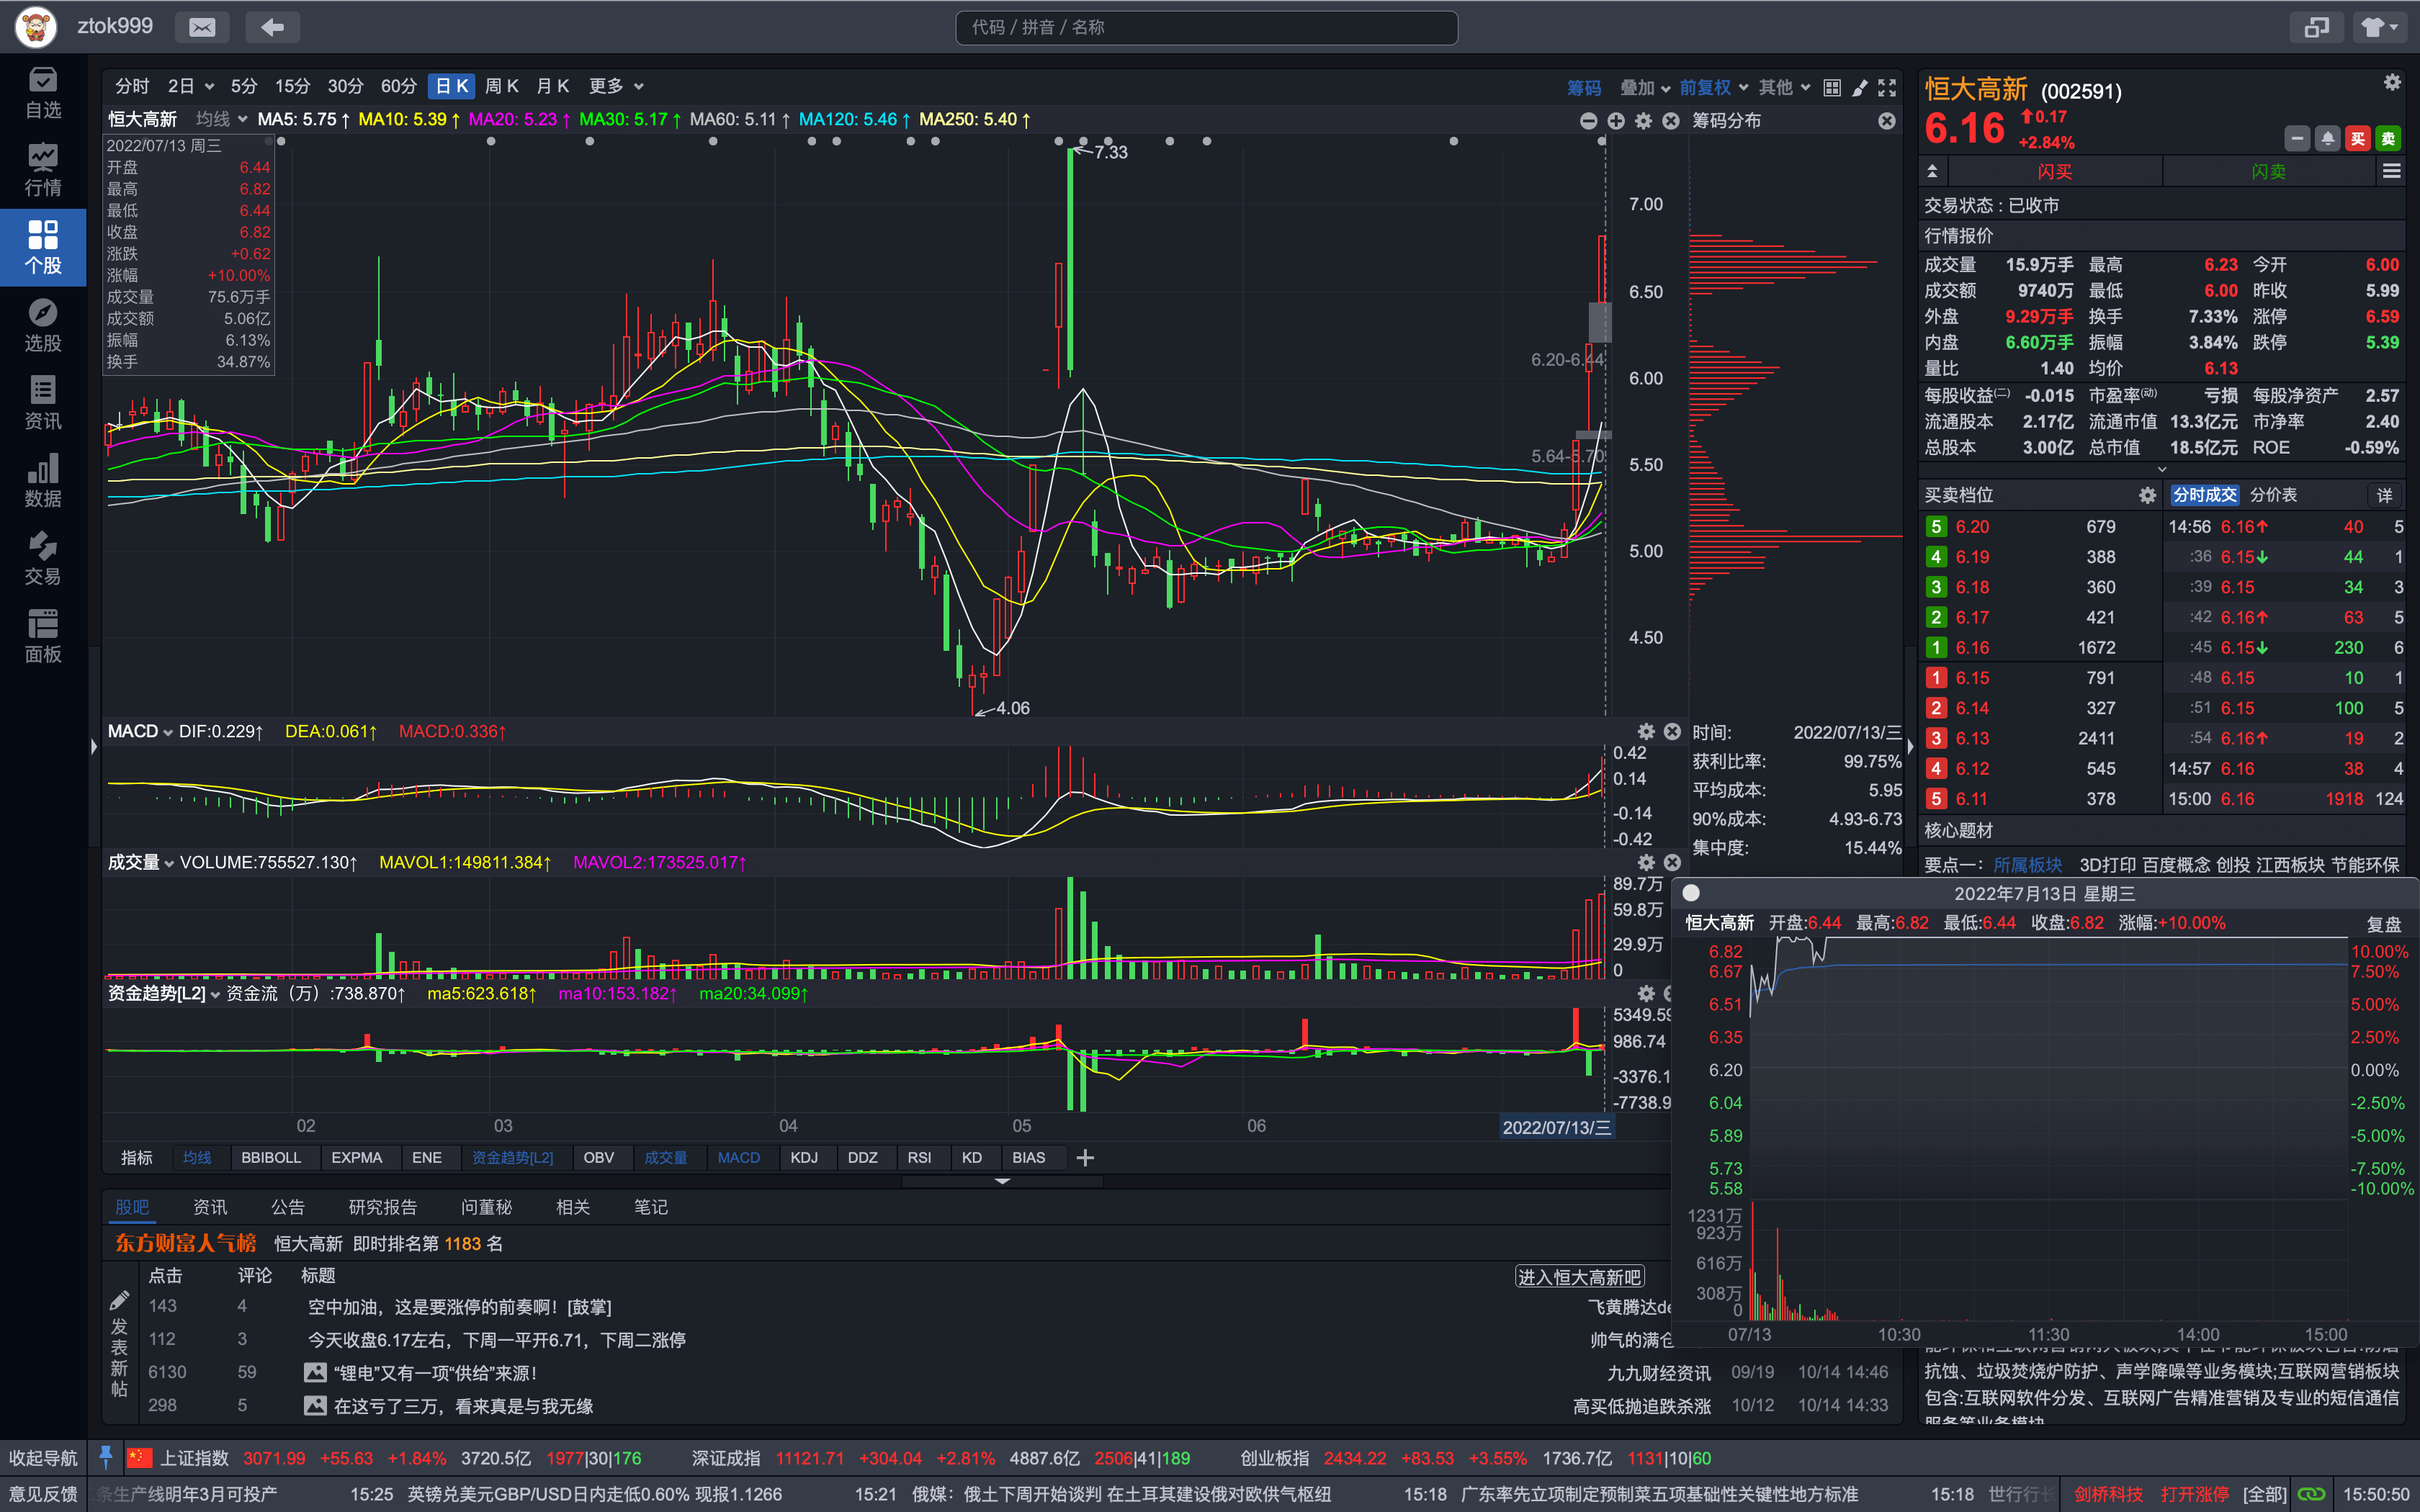 ztok999
代码 / 拼音 / 名称
自选
行情
个股
选股
资讯
数据
交易
面板
分时 2日 5分 15分 30分 60分 日K 周K 月K 更多
筹码 叠加 前复权 其他
恒大高新 均线 MA5: 5.75↑ MA10: 5.39↑ MA20: 5.23↑ MA30: 5.17↑ MA60: 5.11↑ MA120: 5.46↑ MA250: 5.40↑
筹码分布
2022/07/13 周三
开盘 6.44
最高 6.82
最低 6.44
收盘 6.82
涨跌 +0.62
涨幅 +10.00%
成交量 75.6万手
成交额 5.06亿
振幅 6.13%
换手 34.87%
7.33
7.00
6.50
6.20-6.44
6.00
5.64-5.70
5.50
5.00
4.50
4.06
MACD DIF:0.229↑ DEA:0.061↑ MACD:0.336↑
0.42
0.14
-0.14
-0.42
时间: 2022/07/13/三
获利比率: 99.75%
平均成本: 5.95
90%成本: 4.93-6.73
集中度: 15.44%
成交量 VOLUME:755527.130↑ MAVOL1:149811.384↑ MAVOL2:173525.017↑
89.7万
59.8万
29.9万
0
资金趋势[L2] 资金流（万）:738.870↑ ma5:623.618↑ ma10:153.182↑ ma20:34.099↑
5349.59
986.74
-3376.1
-7738.9
02 03 04 05 06 2022/07/13/三
指标 均线 BBIBOLL EXPMA ENE 资金趋势[L2] OBV 成交量 MACD KDJ DDZ RSI KD BIAS
股吧 资讯 公告 研究报告 问董秘 相关 笔记
东方财富人气榜 恒大高新 即时排名第 1183 名
点击 评论 标题
进入恒大高新吧
发表新帖
143 4 空中加油，这是要涨停的前奏啊！[鼓掌] 飞黄腾达de
112 3 今天收盘6.17左右，下周一平开6.71，下周二涨停 帅气的满仓
6130 59 “锂电”又有一项“供给”来源！ 九九财经资讯 09/19 10/14 14:46
298 5 在这亏了三万，看来真是与我无缘 高买低抛追跌杀涨 10/12 10/14 14:33
恒大高新 (002591)
6.16 0.17
+2.84%
买 卖
闪买 闪卖
交易状态 : 已收市
行情报价
成交量 15.9万手 最高 6.23 今开 6.00
成交额 9740万 最低 6.00 昨收 5.99
外盘 9.29万手 换手 7.33% 涨停 6.59
内盘 6.60万手 振幅 3.84% 跌停 5.39
量比 1.40 均价 6.13
每股收益(二) -0.015 市盈率(动) 亏损 每股净资产 2.57
流通股本 2.17亿 流通市值 13.3亿元 市净率 2.40
总股本 3.00亿 总市值 18.5亿元 ROE -0.59%
买卖档位 分时成交 分价表 详
5 6.20 679 14:56 6.16↑ 40 5
4 6.19 388 :36 6.15↓ 44 1
3 6.18 360 :39 6.15 34 3
2 6.17 421 :42 6.16↑ 63 5
1 6.16 1672 :45 6.15↓ 230 6
1 6.15 791 :48 6.15 10 1
2 6.14 327 :51 6.15 100 5
3 6.13 2411 :54 6.16↑ 19 2
4 6.12 545 14:57 6.16 38 4
5 6.11 378 15:00 6.16 1918 124
核心题材
要点一： 所属板块 3D打印 百度概念 创投 江西板块 节能环保
2022年7月13日 星期三
恒大高新 开盘:6.44 最高:6.82 最低:6.44 收盘:6.82 涨幅:+10.00% 复盘
6.82 10.00%
6.67 7.50%
6.51 5.00%
6.35 2.50%
6.20 0.00%
6.04 -2.50%
5.89 -5.00%
5.73 -7.50%
5.58 -10.00%
1231万
923万
616万
308万
0
07/13 10:30 11:30 14:00 15:00
抗蚀、垃圾焚烧炉防护、声学降噪等业务模块;互联网营销板块
包含:互联网软件分发、互联网广告精准营销及专业的短信通信
服务等业务模块
收起导航 上证指数 3071.99 +55.63 +1.84% 3720.5亿 1977|30|176 深证成指 11121.71 +304.04 +2.81% 4887.6亿 2506|41|189 创业板指 2434.22 +83.53 +3.55% 1736.7亿 1131|10|60
意见反馈 条生产线明年3月可投产 15:25 英镑兑美元GBP/USD日内走低0.60% 现报1.1266 15:21 俄媒：俄土下周开始谈判 在土耳其建设俄对欧供气枢纽 15:18 广东率先立项制定预制菜五项基础性关键性地方标准 15:18 世行行长 剑桥科技 打开涨停 [全部] 15:50:50